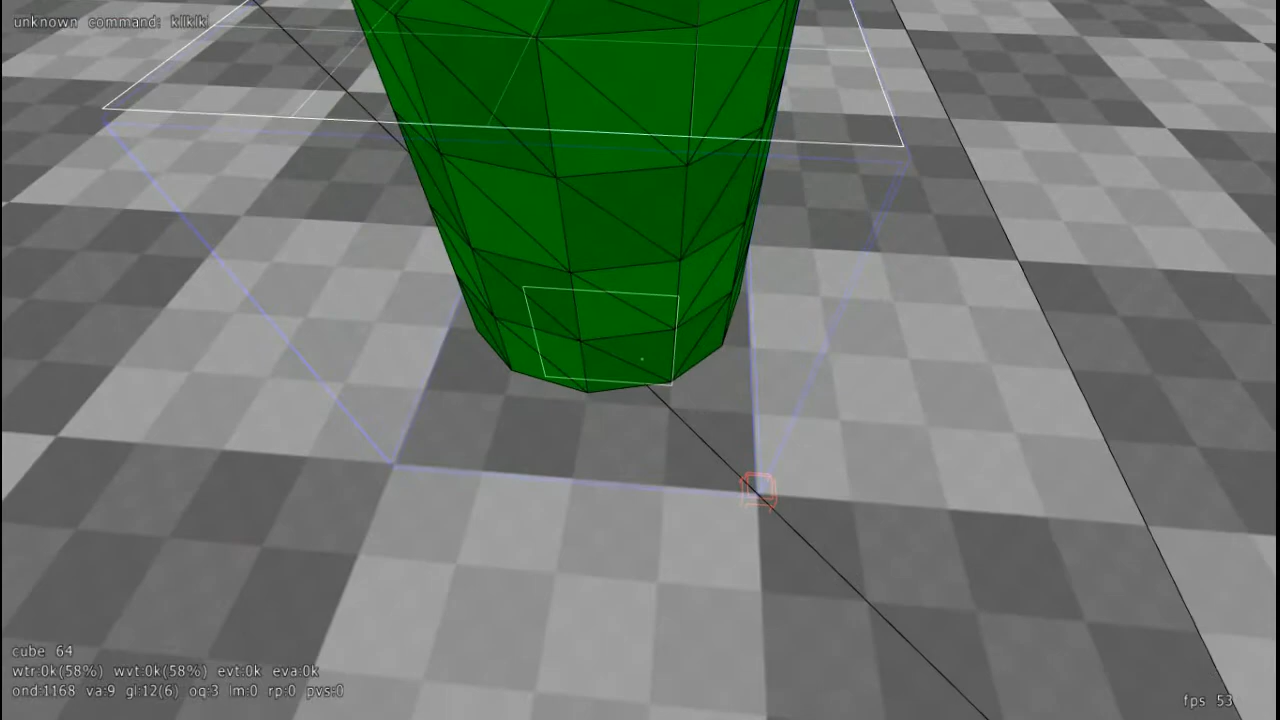 unknown command: klklkl
cube 64
wtr:0k(58%) wvt:0k(58%) evt:0k eva:0k
ond:1168 va:9 gl:12(6) oq:3 lm:0 rp:0 pvs:0
fps 53